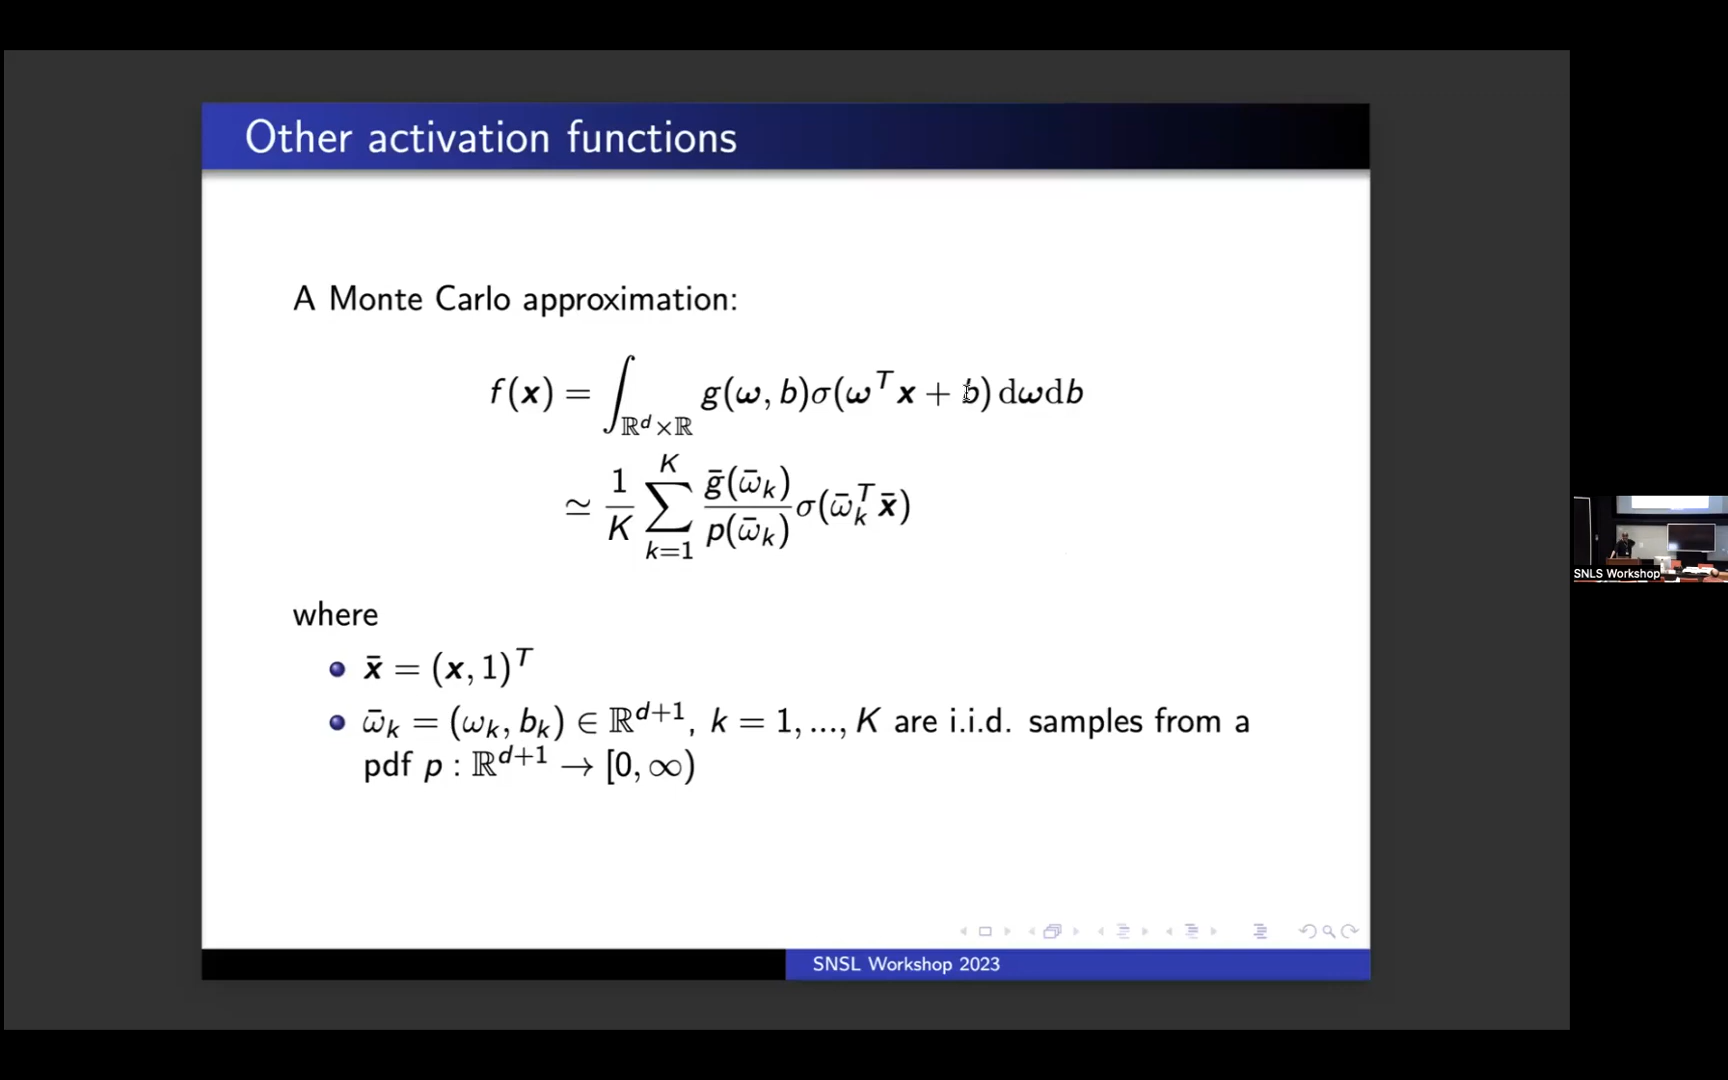 Other activation functions
A Monte Carlo approximation:
f(x) = ∫_{ℝ^d×ℝ} g(ω, b)σ(ω^T x + b) dωdb
≃ 1/K ∑_{k=1}^{K} ḡ(ω̄_k)/p(ω̄_k) σ(ω̄_k^T x̄)
where
x̄ = (x, 1)^T
ω̄_k = (ω_k, b_k) ∈ ℝ^{d+1}, k = 1, ..., K are i.i.d. samples from a
pdf p : ℝ^{d+1} → [0, ∞)
SNLS Workshop
SNSL Workshop 2023